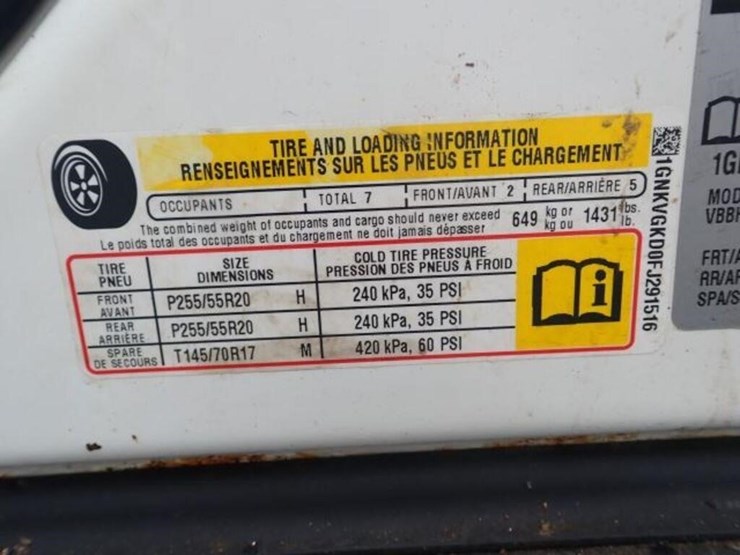 TIRE AND LOADING INFORMATION
RENSEIGNEMENTS SUR LES PNEUS ET LE CHARGEMENT
OCCUPANTS TOTAL 7 FRONT/AVANT 2 REAR/ARRIÈRE 5
The combined weight of occupants and cargo should never exceed
Le poids total des occupants et du chargement ne doit jamais dépasser
649 kg or 1431 lbs.
kg ou lb.
TIRE SIZE COLD TIRE PRESSURE
PNEU DIMENSIONS PRESSION DES PNEUS À FROID
FRONT
AVANT P255/55R20 H 240 kPa, 35 PSI
REAR
ARRIÈRE P255/55R20 H 240 kPa, 35 PSI
SPARE
DE SECOURS T145/70R17 M 420 kPa, 60 PSI
i
1GNKVGKD0FJ291516
MOD
FRT/
RR/
SPA/S